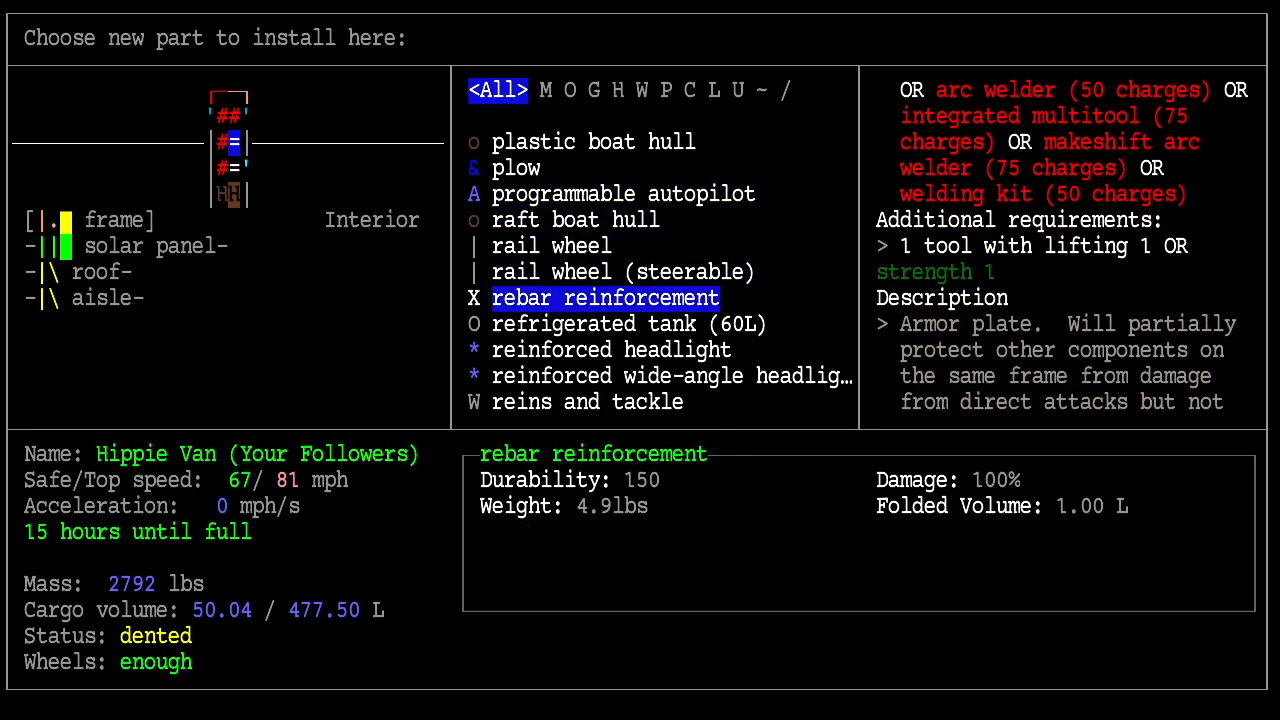 Choose new part to install here:
<All> M O G H W P C L U ~ /
' ## '
#=
#= '
HH
[|. frame] Interior
-|| solar panel-
-|\ roof-
-|\ aisle-
o plastic boat hull
& plow
A programmable autopilot
o raft boat hull
| rail wheel
| rail wheel (steerable)
X rebar reinforcement
O refrigerated tank (60L)
* reinforced headlight
* reinforced wide-angle headlig…
W reins and tackle
OR arc welder (50 charges) OR
integrated multitool (75
charges) OR makeshift arc
welder (75 charges) OR
welding kit (50 charges)
Additional requirements:
> 1 tool with lifting 1 OR
strength 1
Description
> Armor plate.  Will partially
protect other components on
the same frame from damage
from direct attacks but not
Name: Hippie Van (Your Followers)
Safe/Top speed:  67/ 81 mph
Acceleration:   0 mph/s
15 hours until full
Mass:  2792 lbs
Cargo volume: 50.04 / 477.50 L
Status: dented
Wheels: enough
rebar reinforcement
Durability: 150 Damage: 100%
Weight: 4.9lbs Folded Volume: 1.00 L